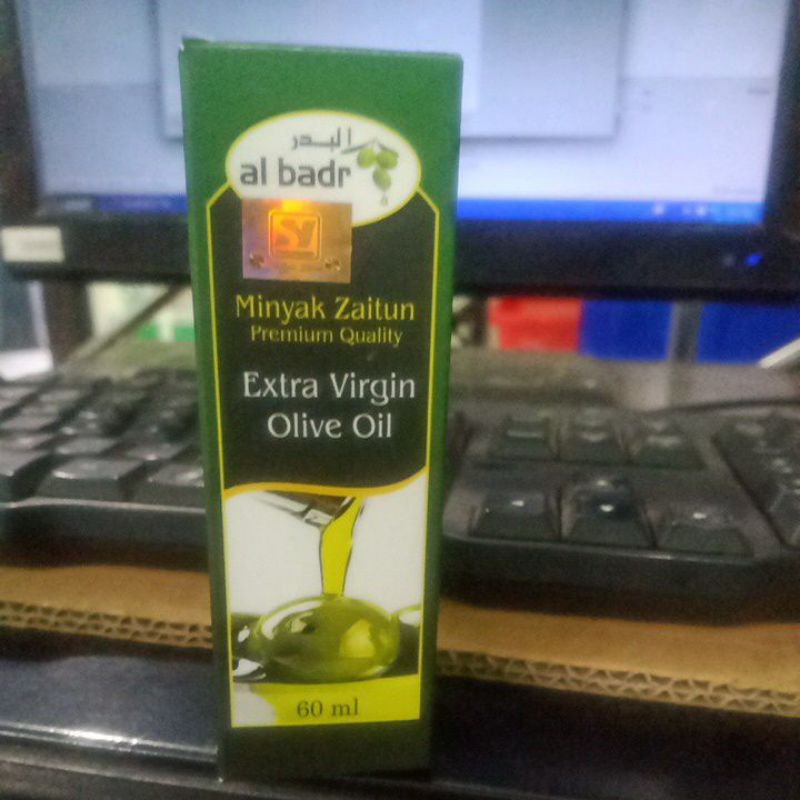 البدر
al badr
SY
Minyak Zaitun
Premium Quality
Extra Virgin
Olive Oil
60 ml